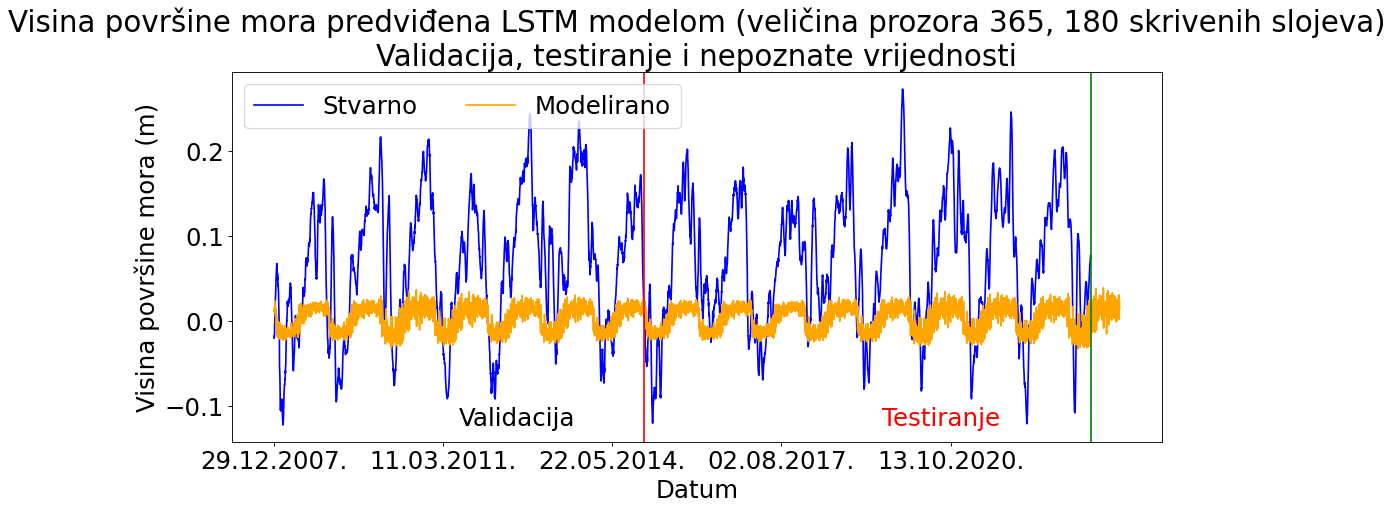 Visina površine mora predviđena LSTM modelom (veličina prozora 365, 180 skrivenih slojeva)
Validacija, testiranje i nepoznate vrijednosti
Stvarno
Modelirano
Visina površine mora (m)
0.2
0.1
0.0
−0.1
Validacija
Testiranje
29.12.2007.
11.03.2011.
22.05.2014.
02.08.2017.
13.10.2020.
Datum